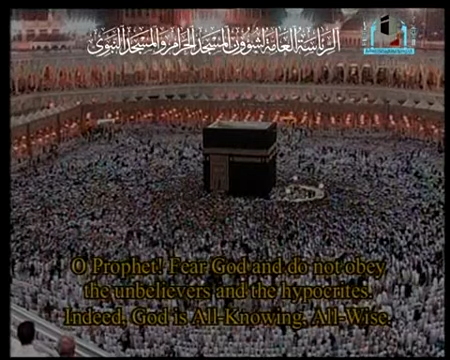 الرئاسة العامة لشؤون المسجد الحرام والمسجد النبوي
O Prophet! Fear God and do not obey
the unbelievers and the hypocrites.
Indeed, God is All-Knowing, All-Wise.